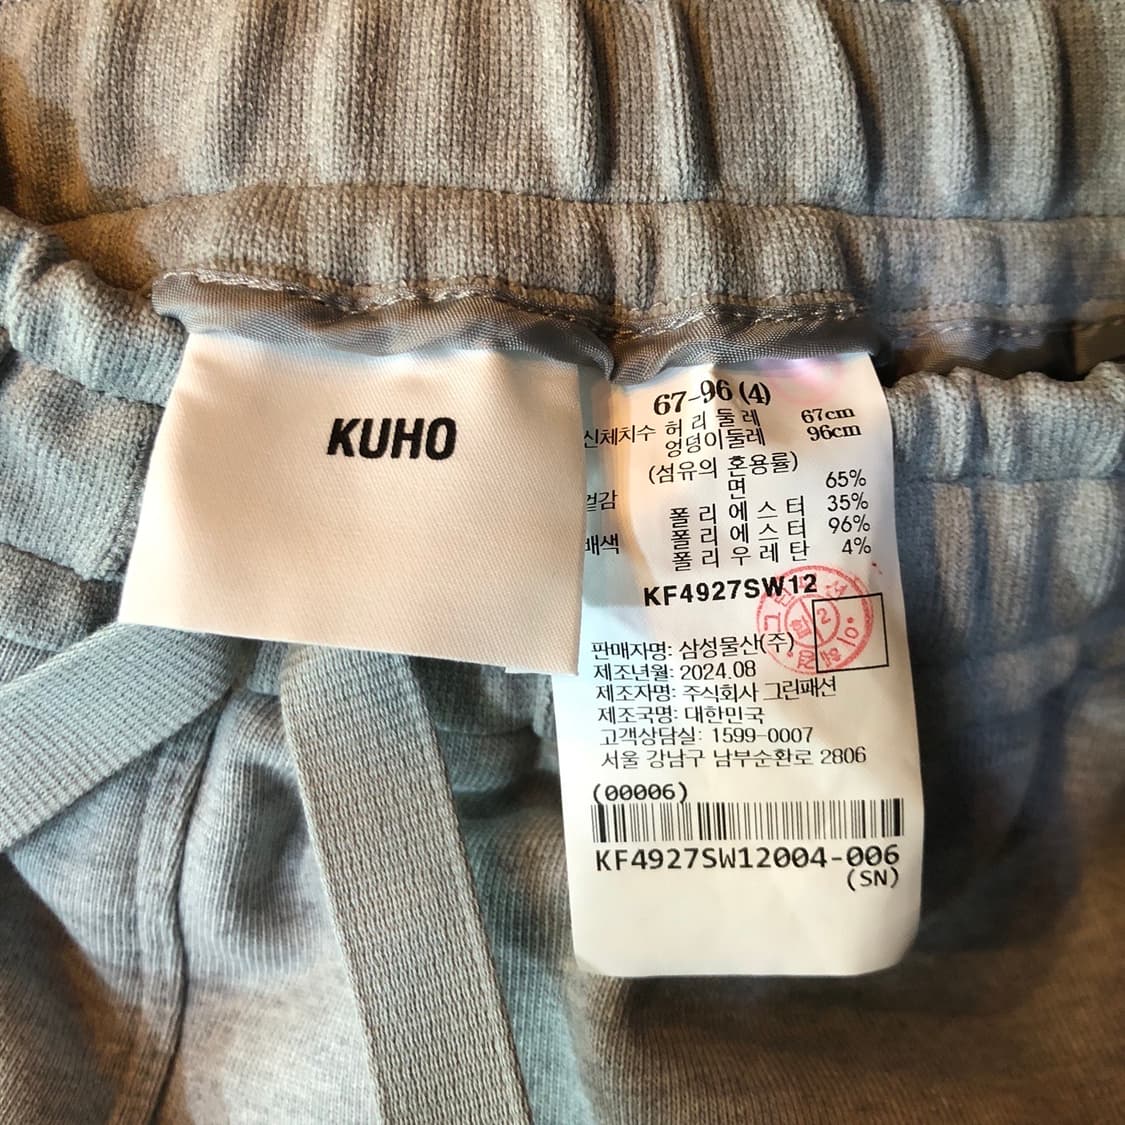 KUHO
67-96 (4)
신체치수 허 리 둘 레 67cm
엉덩이둘레 96cm
(섬유의 혼용률)
겉감 면 65%
폴 리 에 스 터 35%
배색 폴 리 에 스 터 96%
폴 리 우 레 탄 4%
KF4927SW12
판매자명: 삼성물산(주)
제조년월: 2024.08
제조자명: 주식회사 그린패션
제조국명: 대한민국
고객상담실: 1599-0007
서울 강남구 남부순환로 2806
(00006)
KF4927SW12004-006
(SN)